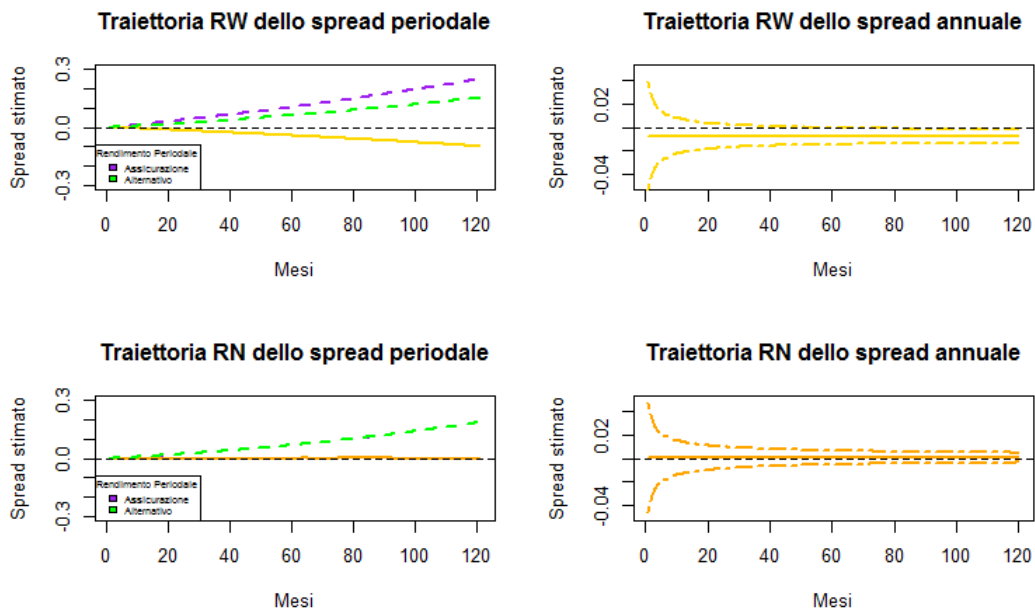 Traiettoria RW dello spread periodale
Spread stimato
0.3
0.0
-0.3
Rendimento Periodale
Assicurazione
Alternativo
0 20 40 60 80 100 120
Mesi
Traiettoria RW dello spread annuale
Spread stimato
0.02
-0.04
0 20 40 60 80 100 120
Mesi
Traiettoria RN dello spread periodale
Spread stimato
0.3
0.0
-0.3
Rendimento Periodale
Assicurazione
Alternativo
0 20 40 60 80 100 120
Mesi
Traiettoria RN dello spread annuale
Spread stimato
0.02
-0.04
0 20 40 60 80 100 120
Mesi